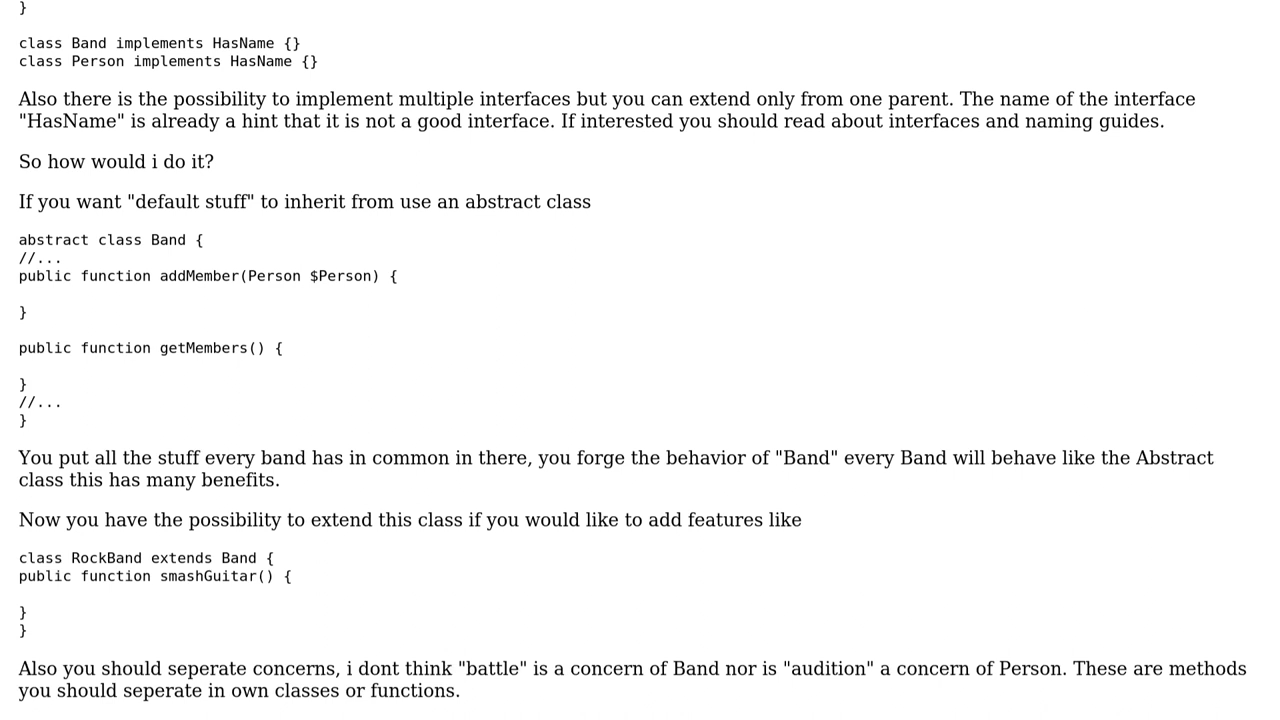 }
class Band implements HasName {}
class Person implements HasName {}
Also there is the possibility to implement multiple interfaces but you can extend only from one parent. The name of the interface
"HasName" is already a hint that it is not a good interface. If interested you should read about interfaces and naming guides.
So how would i do it?
If you want "default stuff" to inherit from use an abstract class
abstract class Band {
//...
public function addMember(Person $Person) {
}
public function getMembers() {
}
//...
}
You put all the stuff every band has in common in there, you forge the behavior of "Band" every Band will behave like the Abstract
class this has many benefits.
Now you have the possibility to extend this class if you would like to add features like
class RockBand extends Band {
public function smashGuitar() {
}
}
Also you should seperate concerns, i dont think "battle" is a concern of Band nor is "audition" a concern of Person. These are methods
you should seperate in own classes or functions.